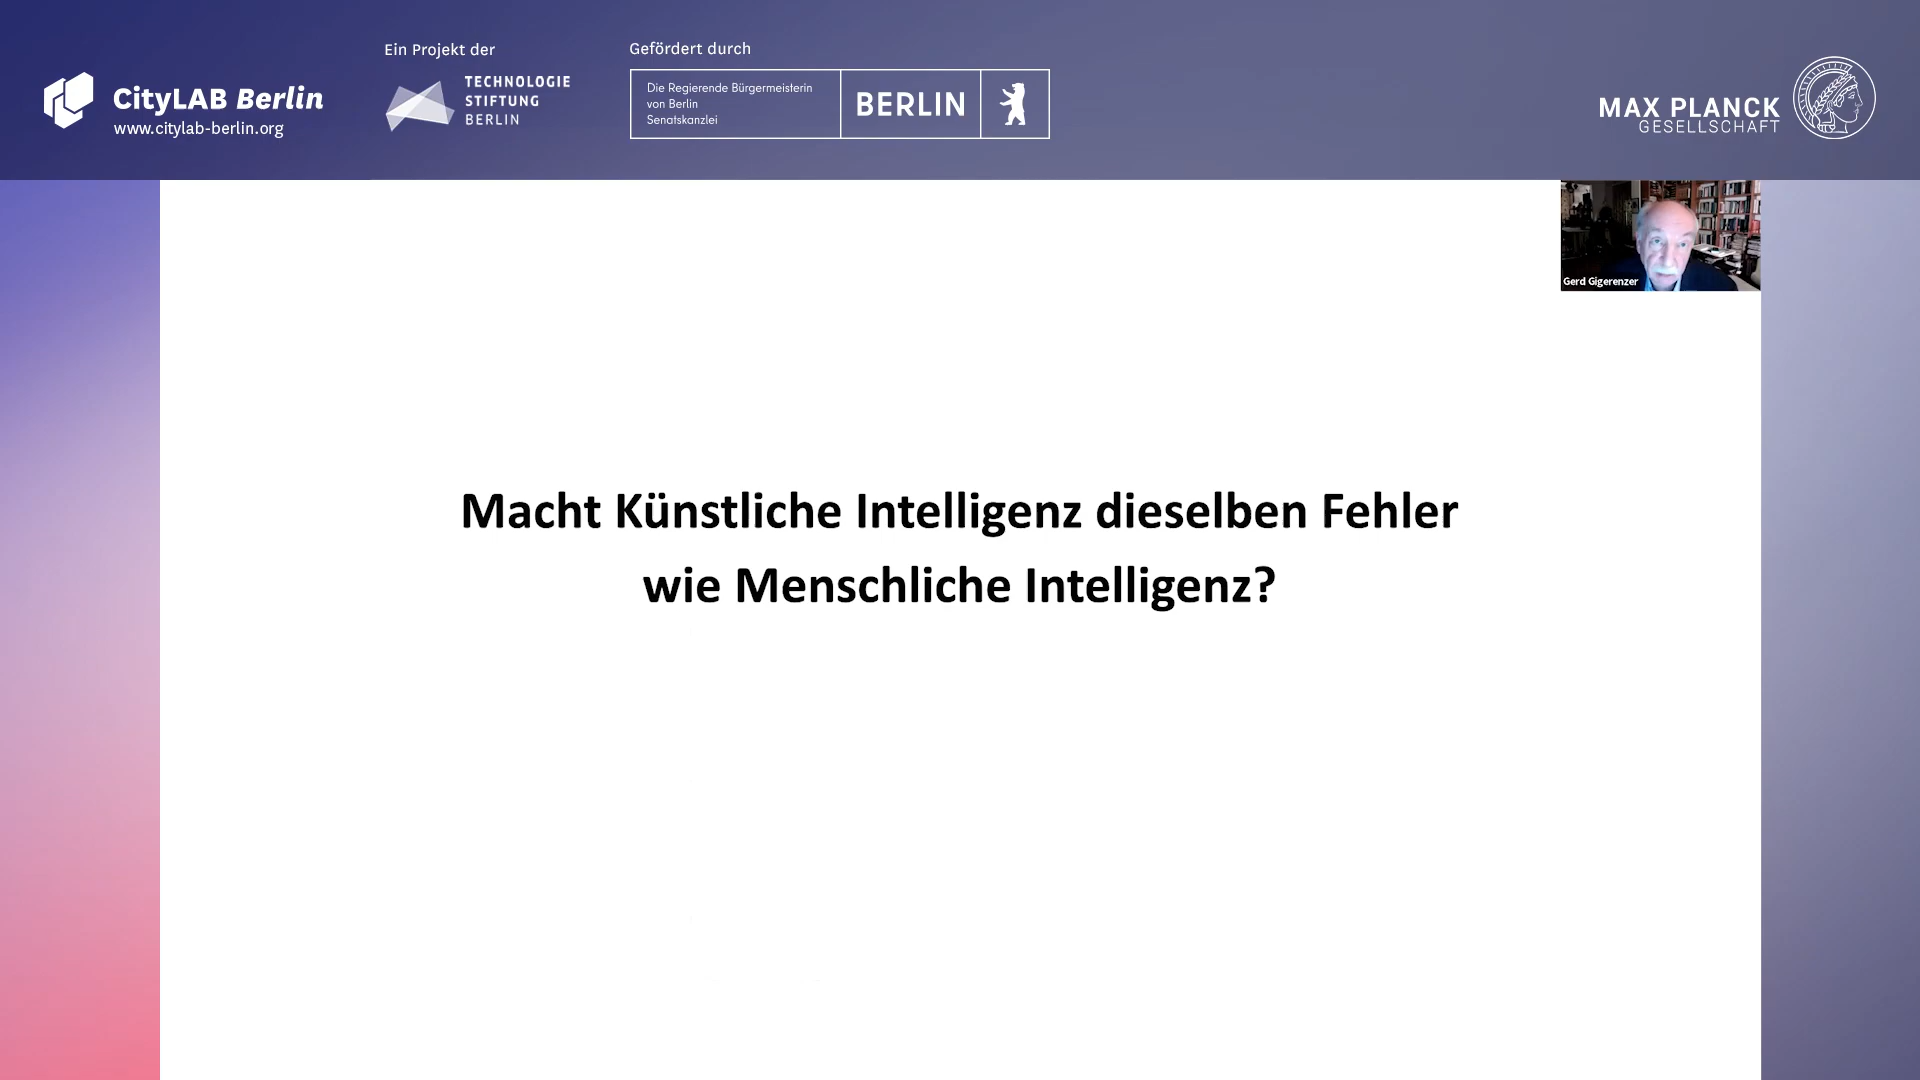 CityLAB Berlin
www.citylab-berlin.org
Ein Projekt der
TECHNOLOGIE
STIFTUNG
BERLIN
Gefördert durch
Die Regierende Bürgermeisterin
von Berlin
Senatskanzlei
BERLIN
MAX PLANCK
GESELLSCHAFT
Gerd Gigerenzer
Macht Künstliche Intelligenz dieselben Fehler
wie Menschliche Intelligenz?